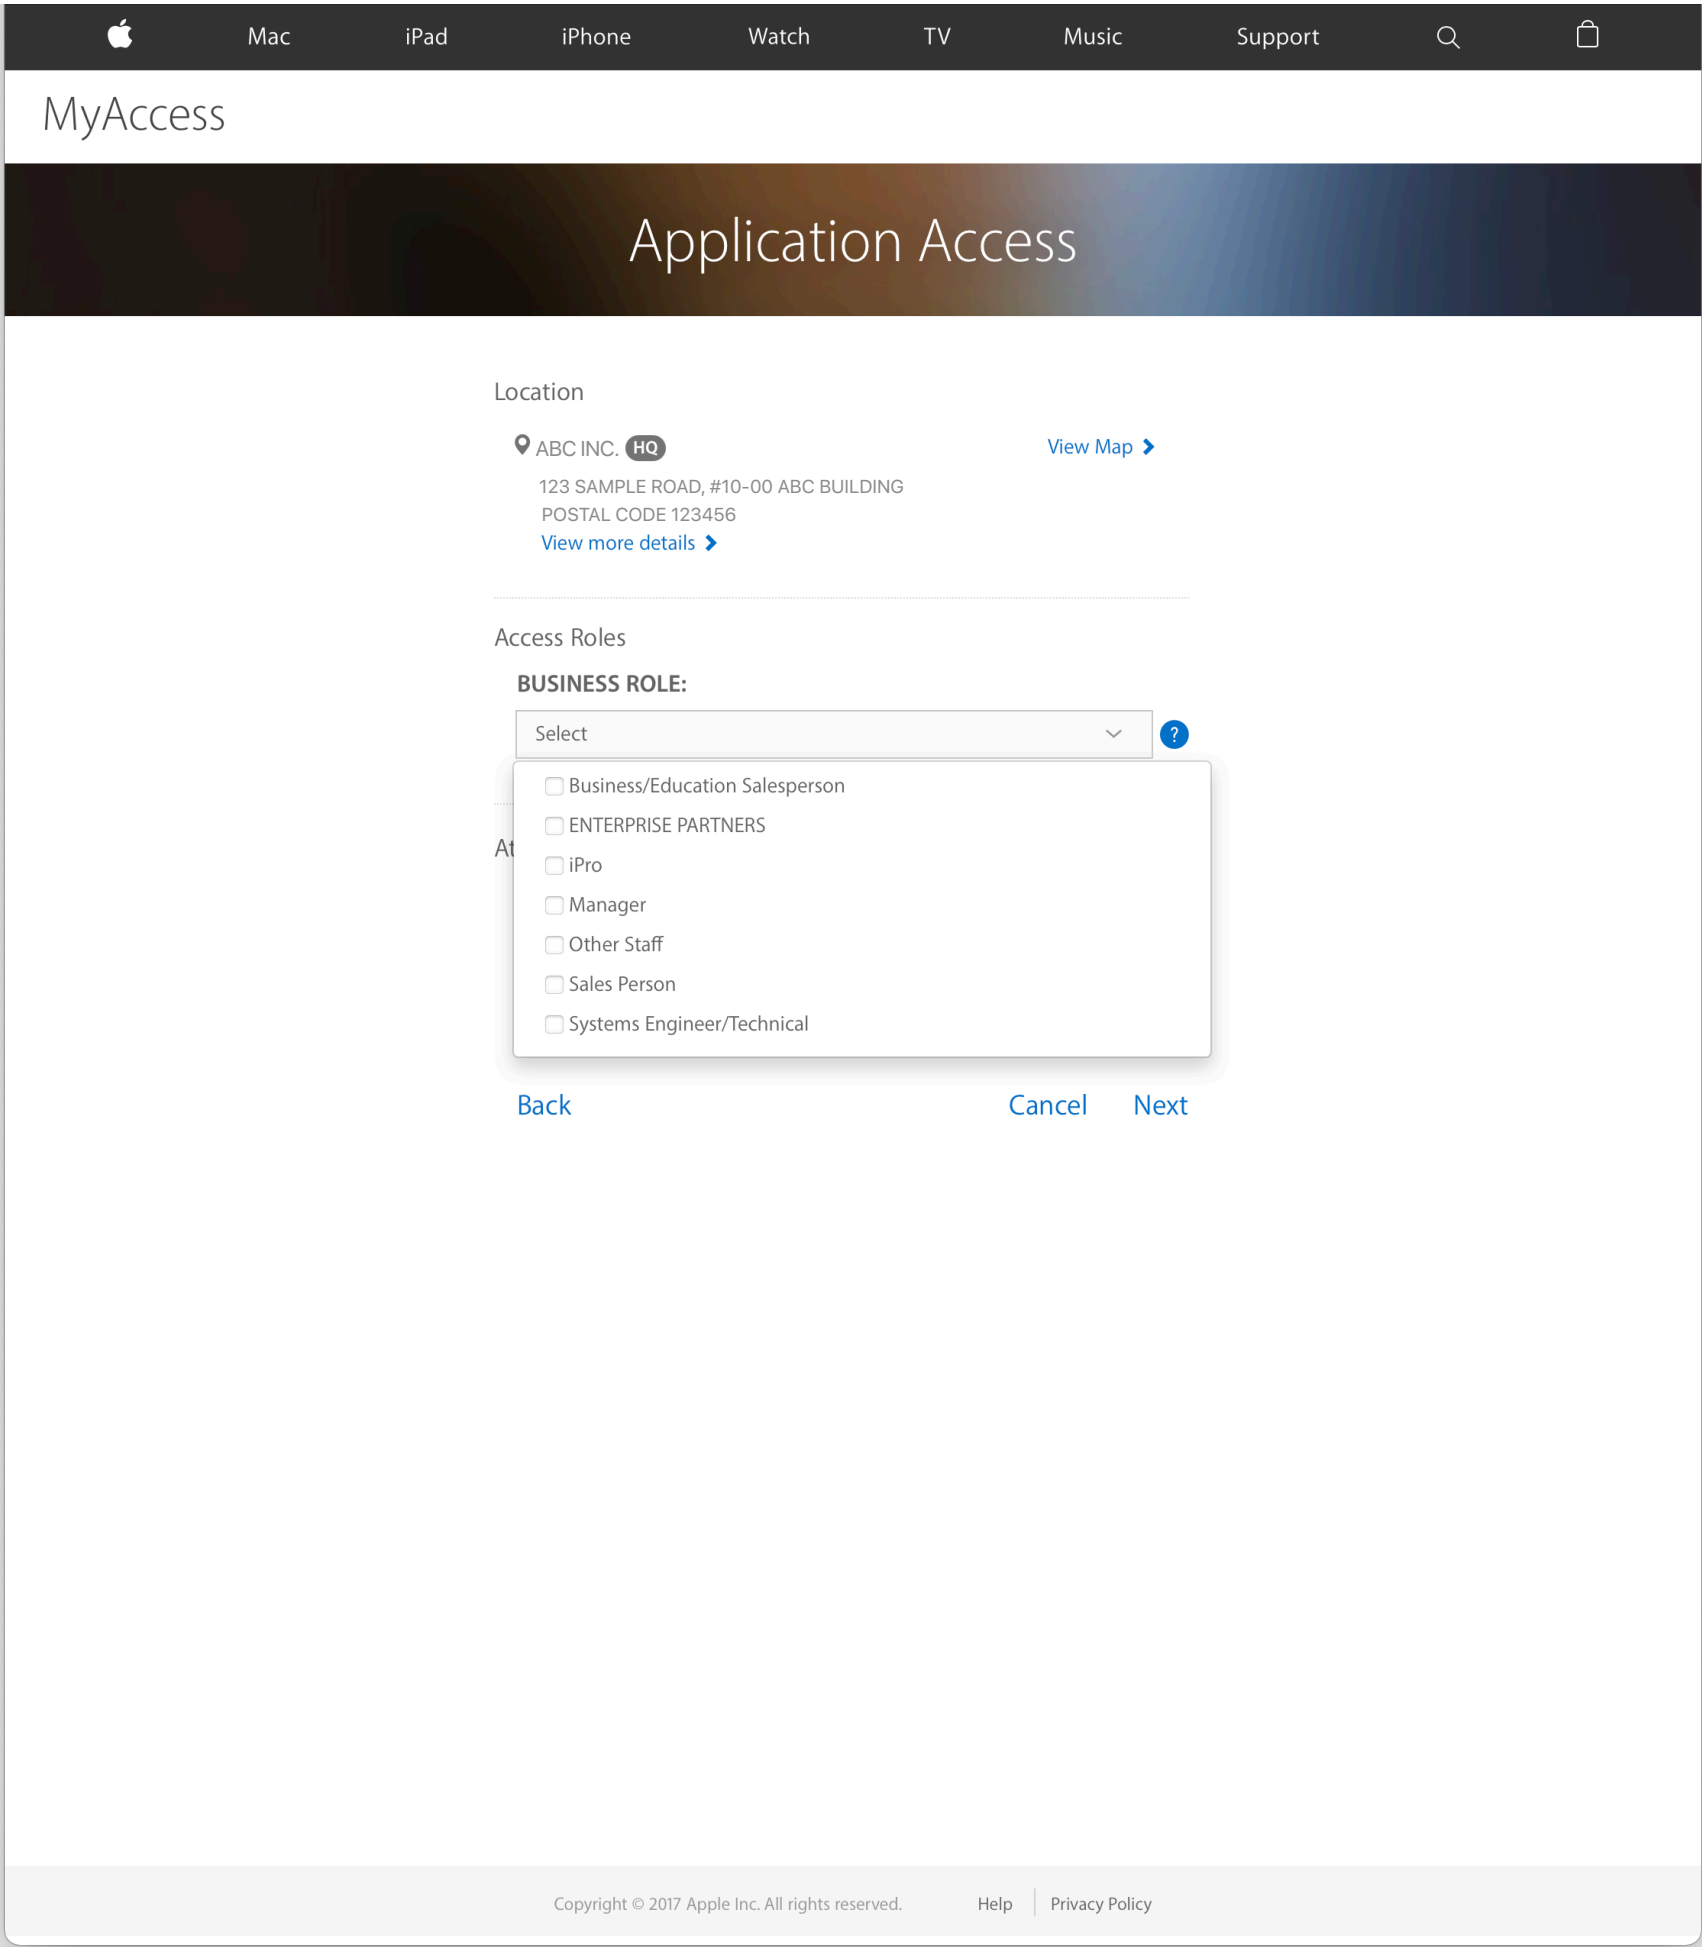 Mac iPad iPhone Watch TV Music Support
MyAccess
Application Access
Location
ABC INC. HQ View Map
123 SAMPLE ROAD, #10-00 ABC BUILDING
POSTAL CODE 123456
View more details
Access Roles
BUSINESS ROLE:
Select ?
Business/Education Salesperson
ENTERPRISE PARTNERS
At
iPro
Manager
Other Staff
Sales Person
Systems Engineer/Technical
Back Cancel Next
Copyright © 2017 Apple Inc. All rights reserved. Help Privacy Policy